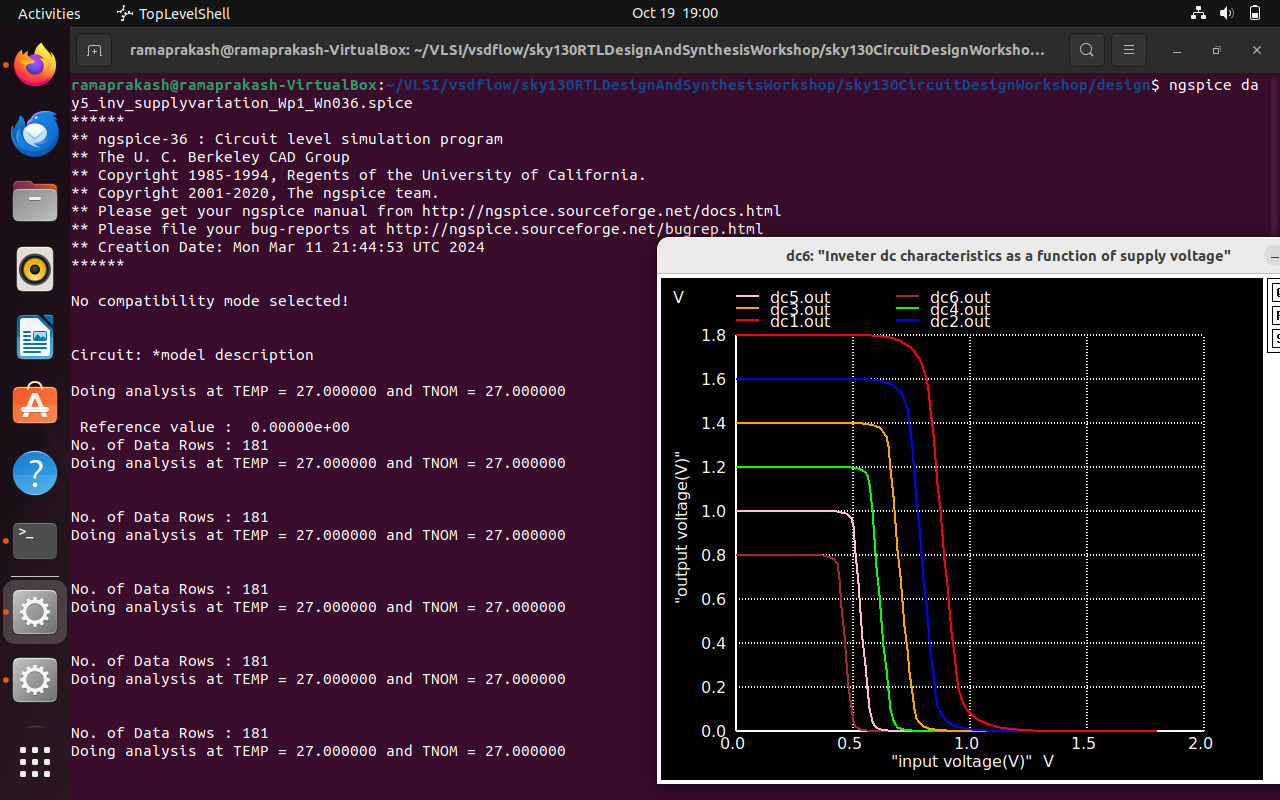 Activities
TopLevelShell
Oct 19 19:00
ramaprakash@ramaprakash-VirtualBox: ~/VLSI/vsdflow/sky130RTLDesignAndSynthesisWorkshop/sky130CircuitDesignWorksho...
ramaprakash@ramaprakash-VirtualBox:~/VLSI/vsdflow/sky130RTLDesignAndSynthesisWorkshop/sky130CircuitDesignWorkshop/design$ ngspice da
y5_inv_supplyvariation_Wp1_Wn036.spice
******
** ngspice-36 : Circuit level simulation program
** The U. C. Berkeley CAD Group
** Copyright 1985-1994, Regents of the University of California.
** Copyright 2001-2020, The ngspice team.
** Please get your ngspice manual from http://ngspice.sourceforge.net/docs.html
** Please file your bug-reports at http://ngspice.sourceforge.net/bugrep.html
** Creation Date: Mon Mar 11 21:44:53 UTC 2024
******
No compatibility mode selected!
Circuit: *model description
Doing analysis at TEMP = 27.000000 and TNOM = 27.000000
Reference value :  0.00000e+00
No. of Data Rows : 181
Doing analysis at TEMP = 27.000000 and TNOM = 27.000000
No. of Data Rows : 181
Doing analysis at TEMP = 27.000000 and TNOM = 27.000000
No. of Data Rows : 181
Doing analysis at TEMP = 27.000000 and TNOM = 27.000000
No. of Data Rows : 181
Doing analysis at TEMP = 27.000000 and TNOM = 27.000000
No. of Data Rows : 181
Doing analysis at TEMP = 27.000000 and TNOM = 27.000000
dc6: "Inveter dc characteristics as a function of supply voltage"
V
dc5.out
dc6.out
dc3.out
dc4.out
dc1.out
dc2.out
1.8
1.6
1.4
1.2
1.0
0.8
0.6
0.4
0.2
0.0
"output voltage(V)"
0.0
0.5
1.0
1.5
2.0
"input voltage(V)" V